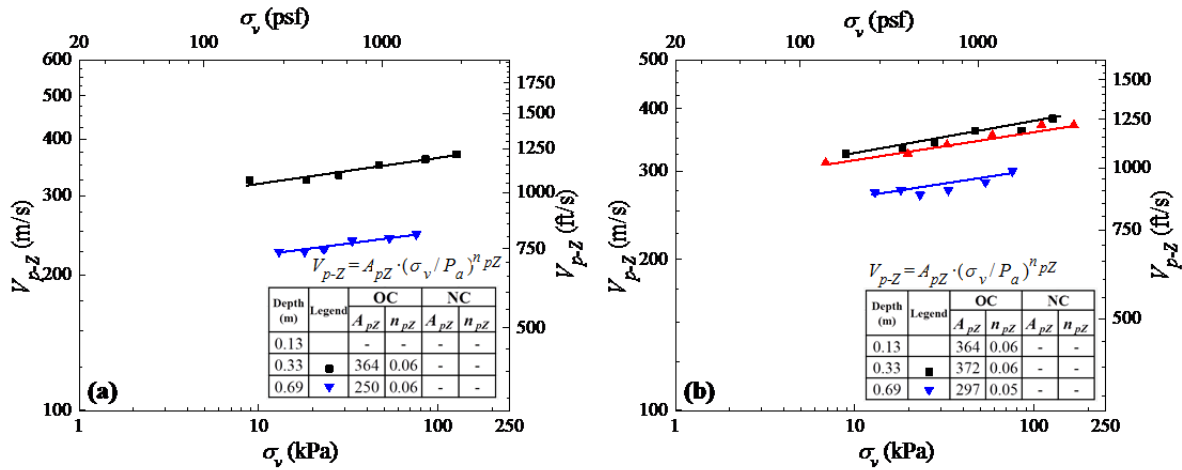 σv (psf)
20 100 1000
600
500
400
300
200
100
Vp-Z (m/s)
1750
1500
1250
1000
750
500
Vp-Z (ft/s)
Vp-Z = ApZ·(σv/Pa)^npZ
Depth (m) Legend OC NC
ApZ npZ ApZ npZ
0.13 - - - -
0.33 364 0.06 - -
0.69 250 0.06 - -
(a)
1 10 100 250
σv (kPa)
σv (psf)
20 100 1000
500
400
300
200
100
Vp-Z (m/s)
1500
1250
1000
750
500
Vp-Z (ft/s)
Vp-Z = ApZ·(σv/Pa)^npZ
Depth (m) Legend OC NC
ApZ npZ ApZ npZ
0.13 364 0.06 - -
0.33 372 0.06 - -
0.69 297 0.05 - -
(b)
1 10 100 250
σv (kPa)